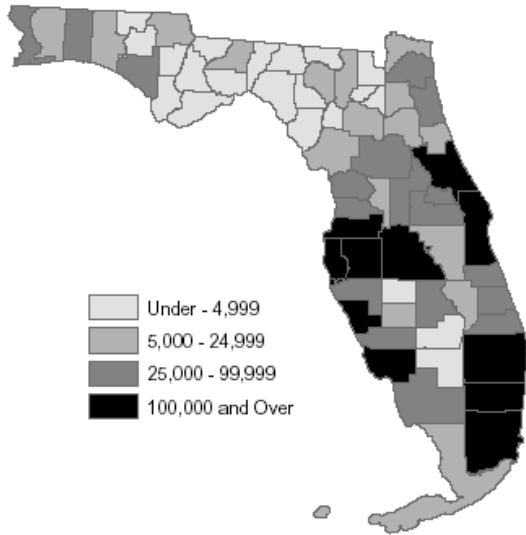 Under - 4,999
5,000 - 24,999
25,000 - 99,999
100,000 and Over